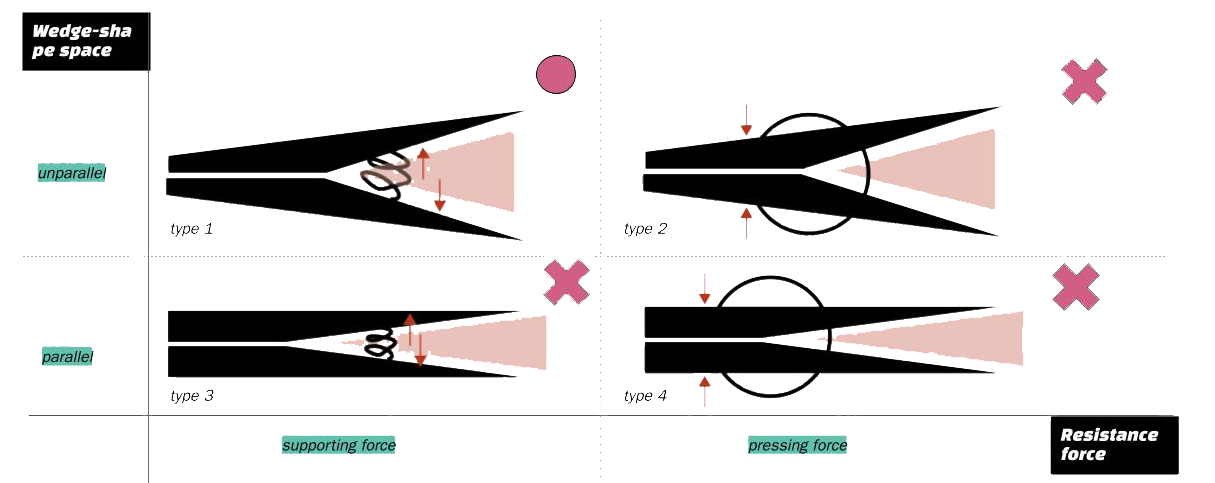 Wedge-sha
pe space
unparallel
type 1
type 2
parallel
type 3
type 4
supporting force
pressing force
Resistance
force